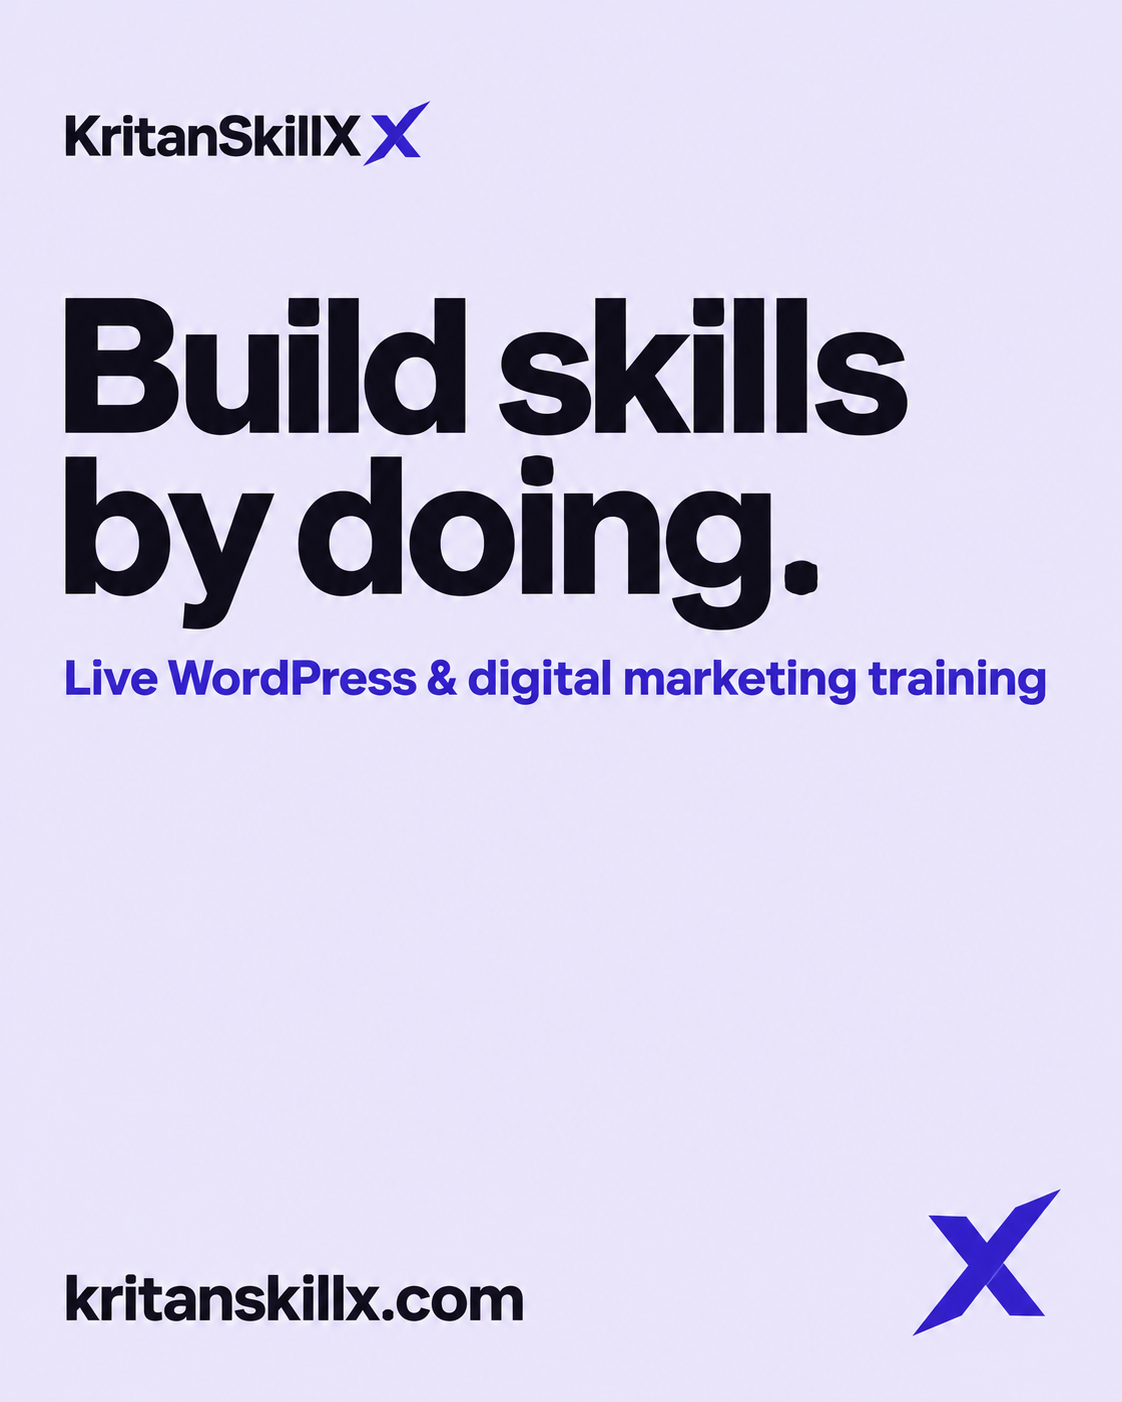 KritanSkillX X
Build skills
by doing.
Live WordPress & digital marketing training
kritanskillx.com
X